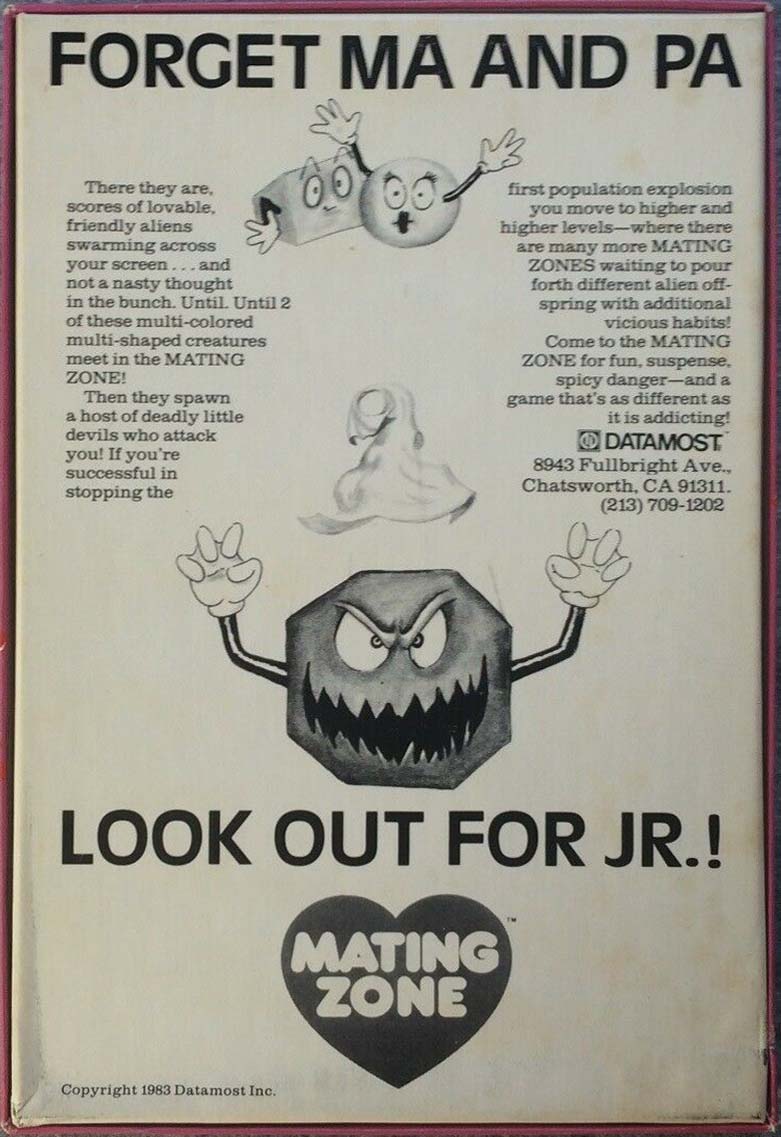 FORGET MA AND PA
There they are,
scores of lovable,
friendly aliens
swarming across
your screen . . . and
not a nasty thought
in the bunch. Until. Until 2
of these multi-colored
multi-shaped creatures
meet in the MATING
ZONE!
Then they spawn
a host of deadly little
devils who attack
you! If you're
successful in
stopping the
first population explosion
you move to higher and
higher levels—where there
are many more MATING
ZONES waiting to pour
forth different alien off-
spring with additional
vicious habits!
Come to the MATING
ZONE for fun, suspense,
spicy danger—and a
game that's as different as
it is addicting!
DATAMOST™
8943 Fullbright Ave.,
Chatsworth, CA 91311.
(213) 709-1202
LOOK OUT FOR JR.!
MATING
ZONE ™
Copyright 1983 Datamost Inc.